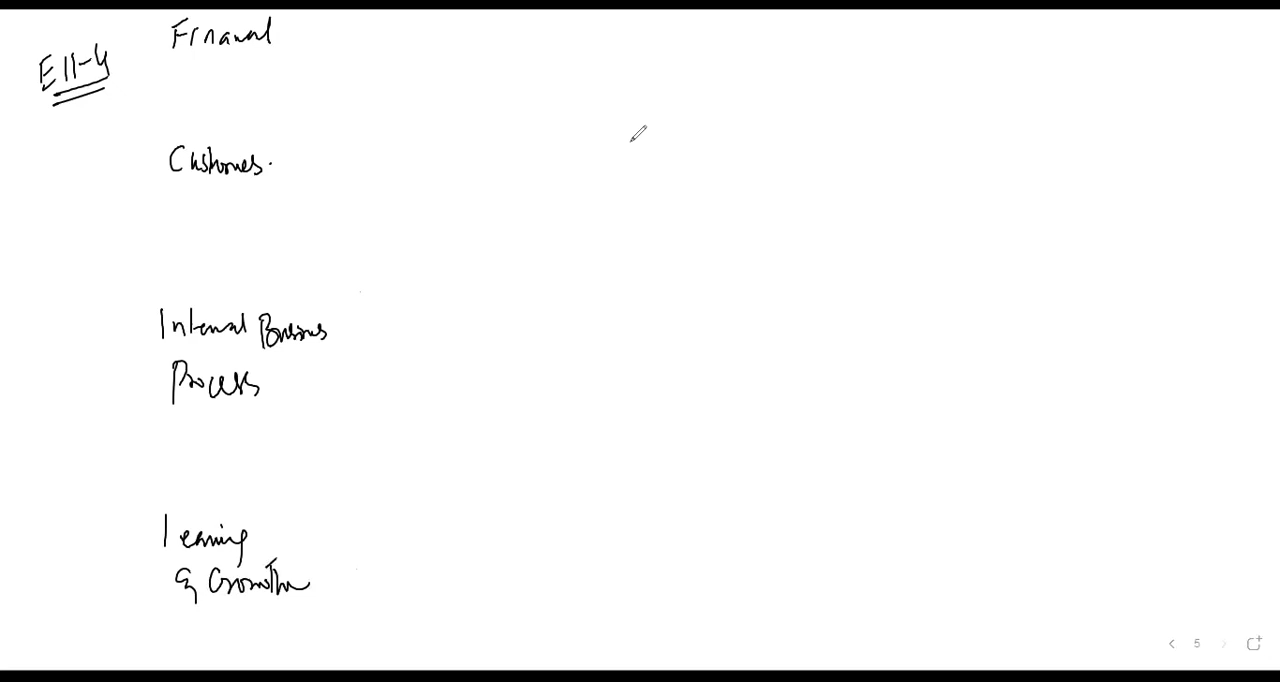 Financial
E11-4
Customers.
Internal Business
Process
Learning
& Growth
5